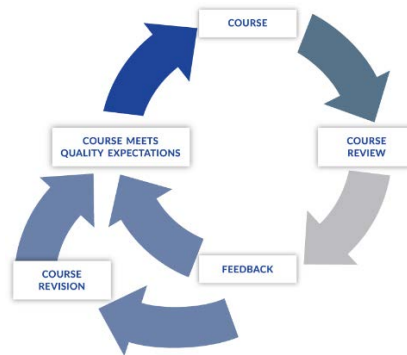 COURSE
COURSE
REVIEW
FEEDBACK
COURSE MEETS
QUALITY EXPECTATIONS
COURSE
REVISION